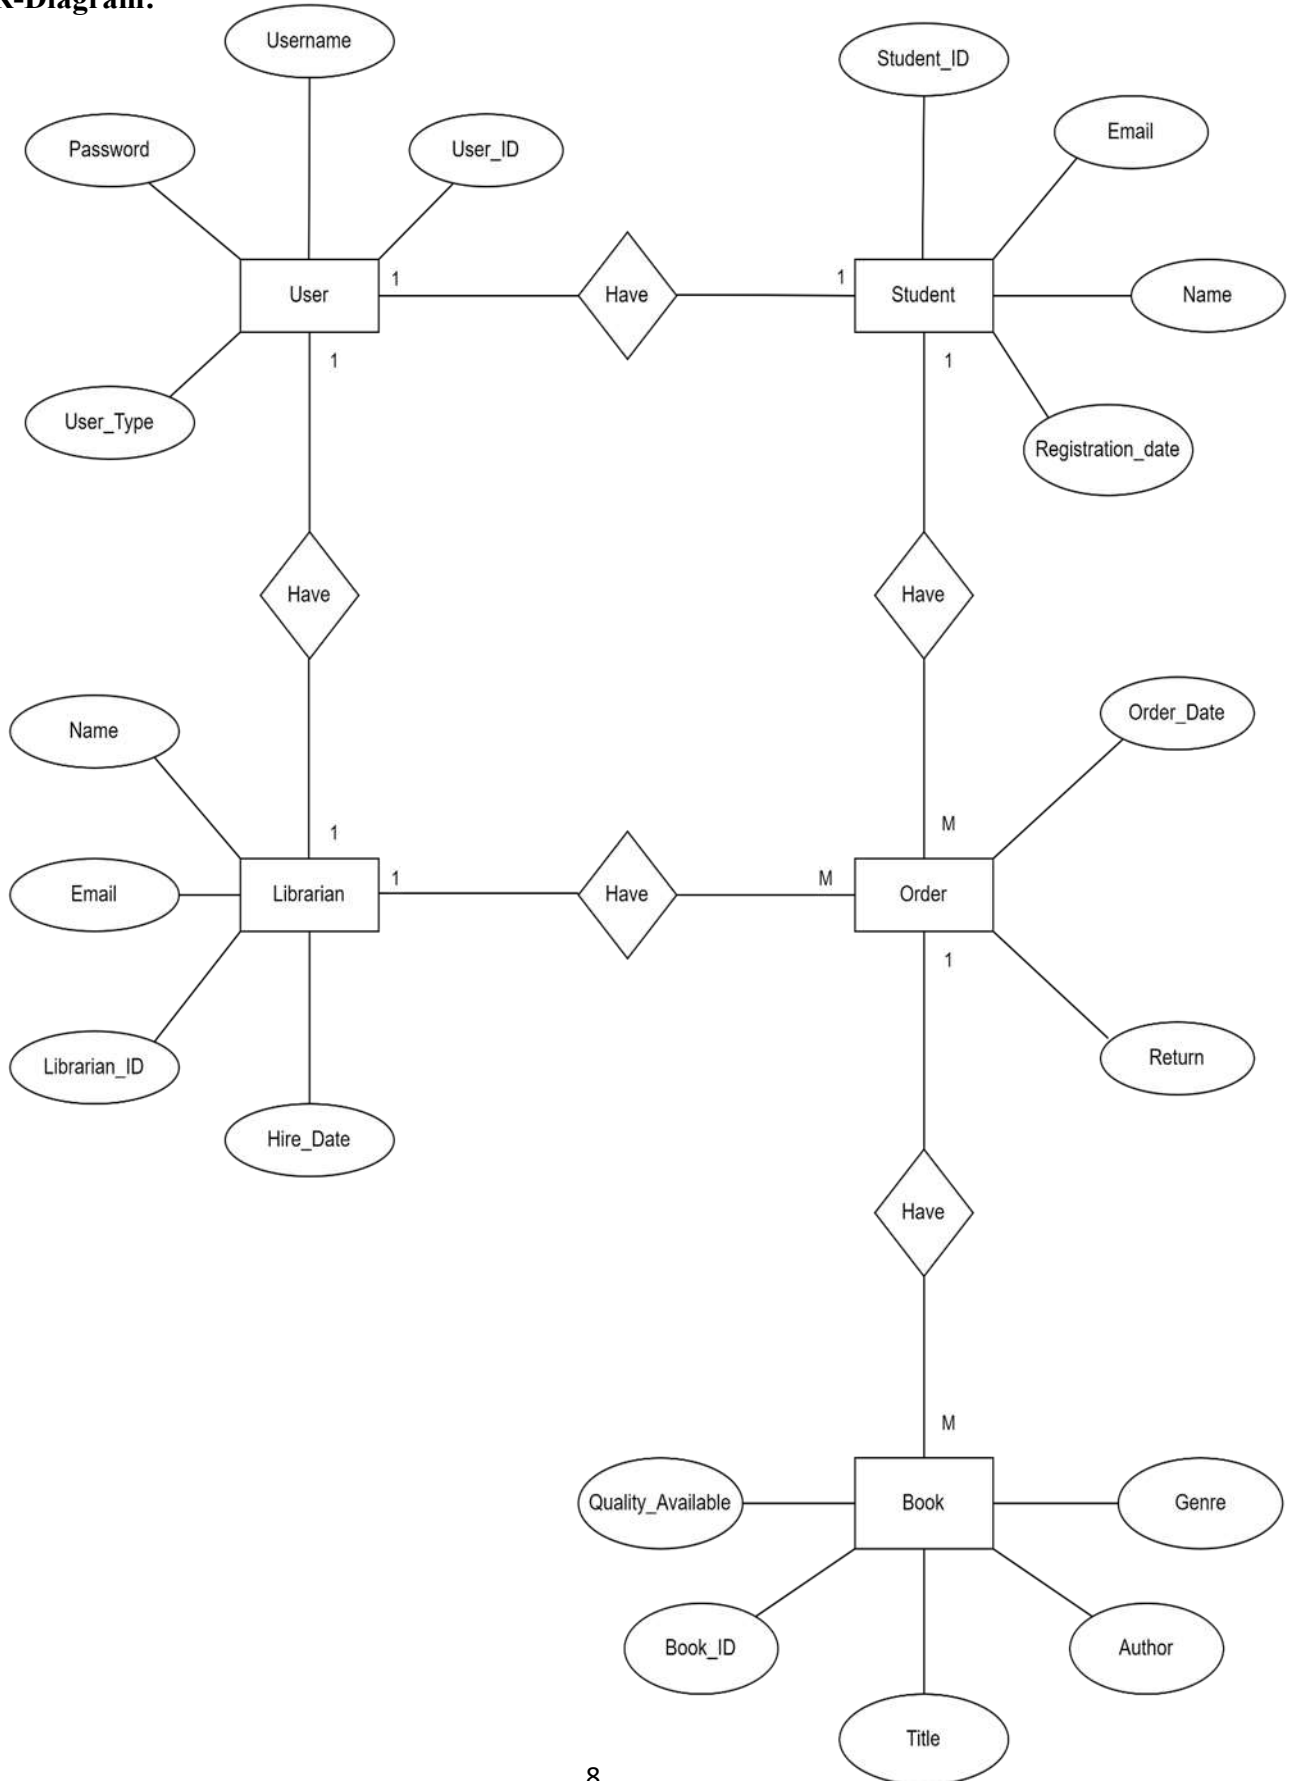 R-Diagram:
Username
Student_ID
Email
Password
User_ID
User
1
Have
1
Student
Name
1
1
User_Type
Registration_date
Have
Have
Name
Order_Date
1
M
Email
Librarian
1
Have
M
Order
1
Librarian_ID
Return
Hire_Date
Have
M
Quality_Available
Book
Genre
Book_ID
Author
Title
8